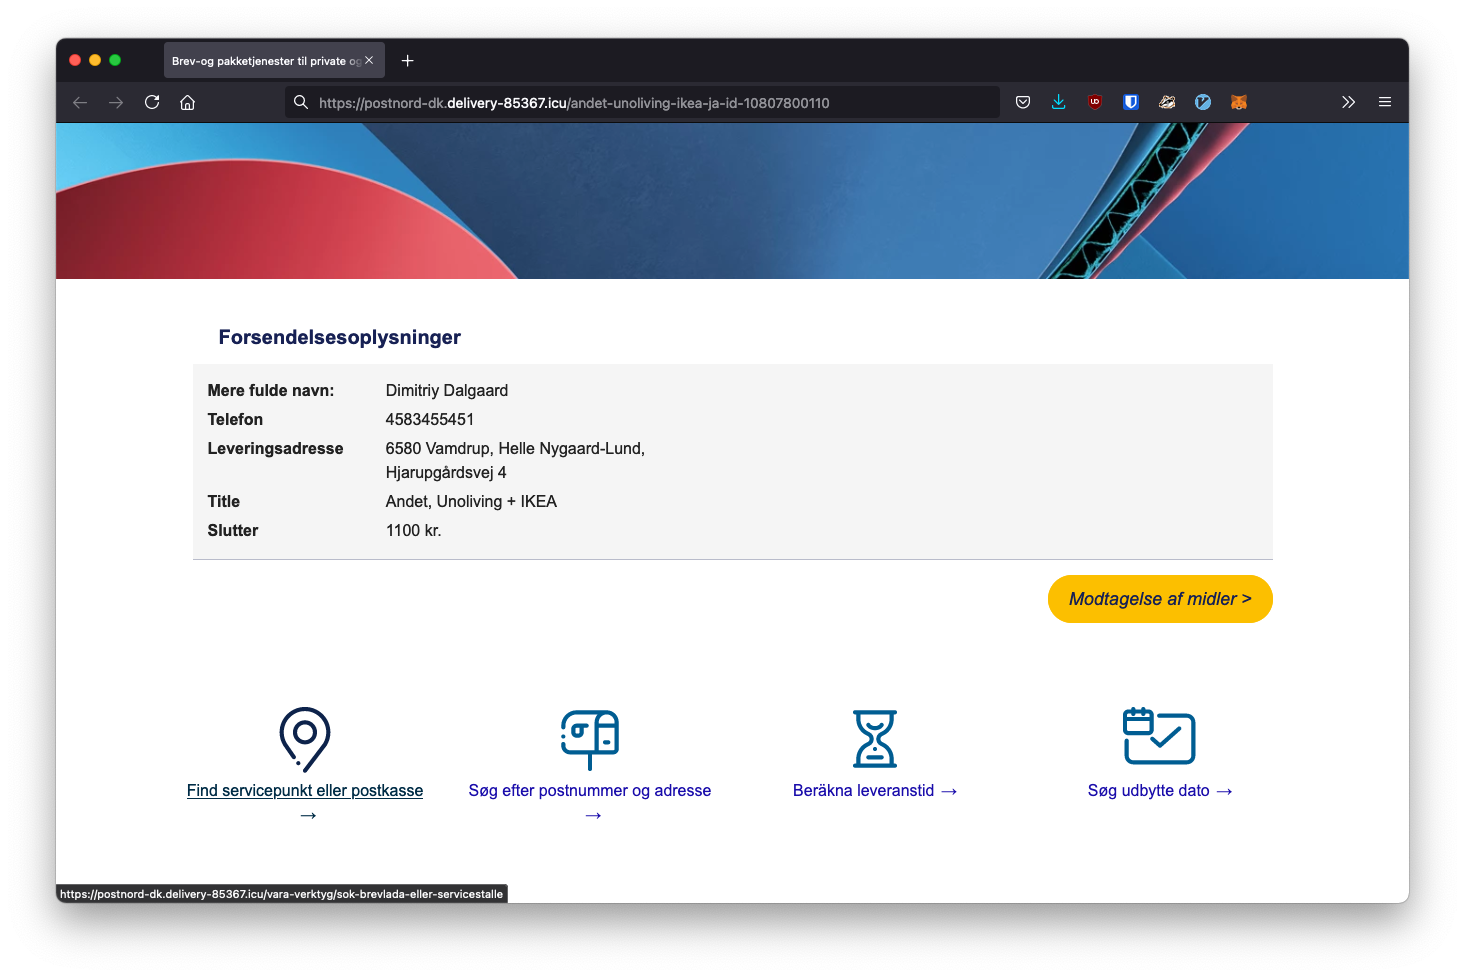 Brev-og pakketjenester til private og
https://postnord-dk.delivery-85367.icu/andet-unoliving-ikea-ja-id-10807800110
Forsendelsesoplysninger
Mere fulde navn: Dimitriy Dalgaard
Telefon 4583455451
Leveringsadresse 6580 Vamdrup, Helle Nygaard-Lund,
Hjarupgårdsvej 4
Title Andet, Unoliving + IKEA
Slutter 1100 kr.
Modtagelse af midler >
Find servicepunkt eller postkasse →
Søg efter postnummer og adresse →
Beräkna leveranstid →
Søg udbytte dato →
https://postnord-dk.delivery-85367.icu/vara-verktyg/sok-brevlada-eller-servicestalle